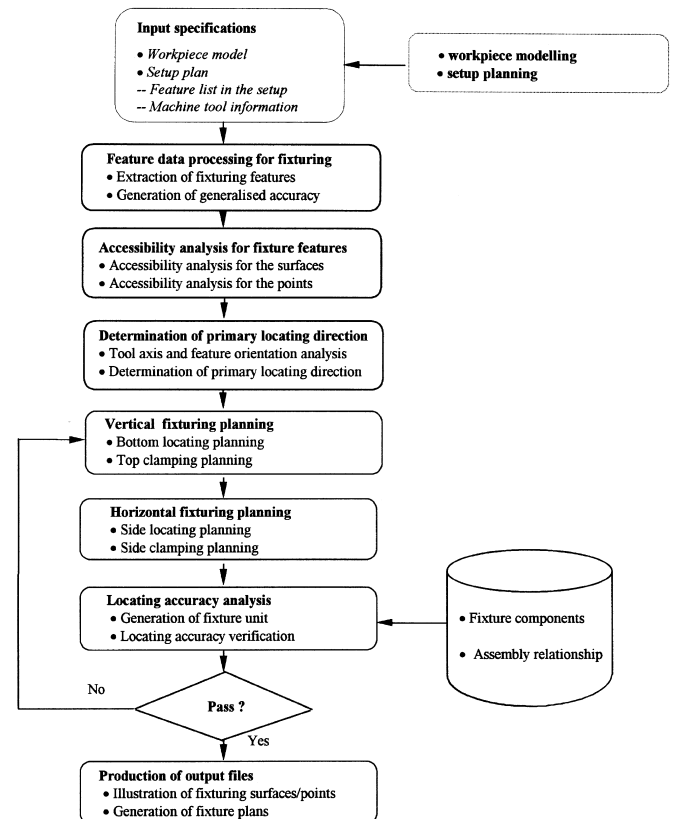 Input specifications
• Workpiece model
• Setup plan
-- Feature list in the setup
-- Machine tool information
• workpiece modelling
• setup planning
Feature data processing for fixturing
• Extraction of fixturing features
• Generation of generalised accuracy
Accessibility analysis for fixture features
• Accessibility analysis for the surfaces
• Accessibility analysis for the points
Determination of primary locating direction
• Tool axis and feature orientation analysis
• Determination of primary locating direction
Vertical fixturing planning
• Bottom locating planning
• Top clamping planning
Horizontal fixturing planning
• Side locating planning
• Side clamping planning
Locating accuracy analysis
• Generation of fixture unit
• Locating accuracy verification
• Fixture components
• Assembly relationship
No
Pass ?
Yes
Production of output files
• Illustration of fixturing surfaces/points
• Generation of fixture plans